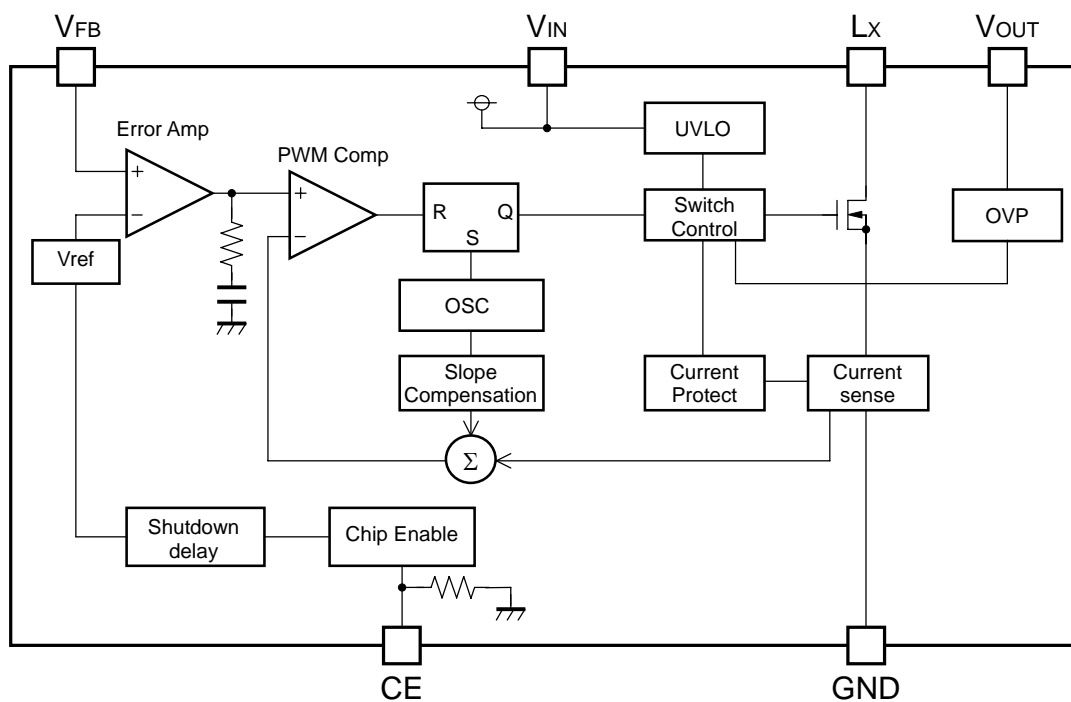 VFB
VIN
LX
VOUT
Error Amp
PWM Comp
UVLO
+
−
+
−
R
Q
S
Switch
Control
OVP
Vref
OSC
Slope
Compensation
Current
Protect
Current
sense
Σ
Shutdown
delay
Chip Enable
CE
GND